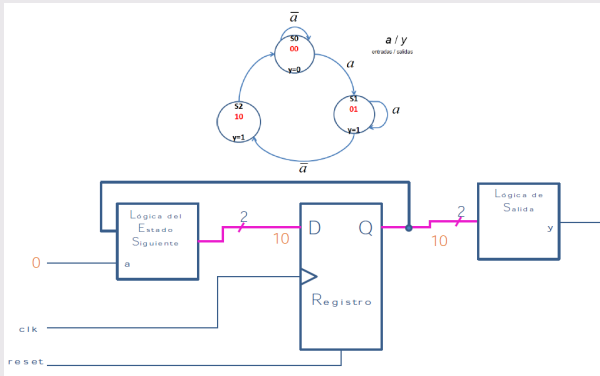 a̅
S0
00
y=0
a / y
entradas / salidas
a
S1
01
y=1
a
S2
10
y=1
a̅
Lógica del
Estado
Siguiente
a
2
10
D
Q
Registro
2
10
Lógica de
Salida
y
0
clk
reset